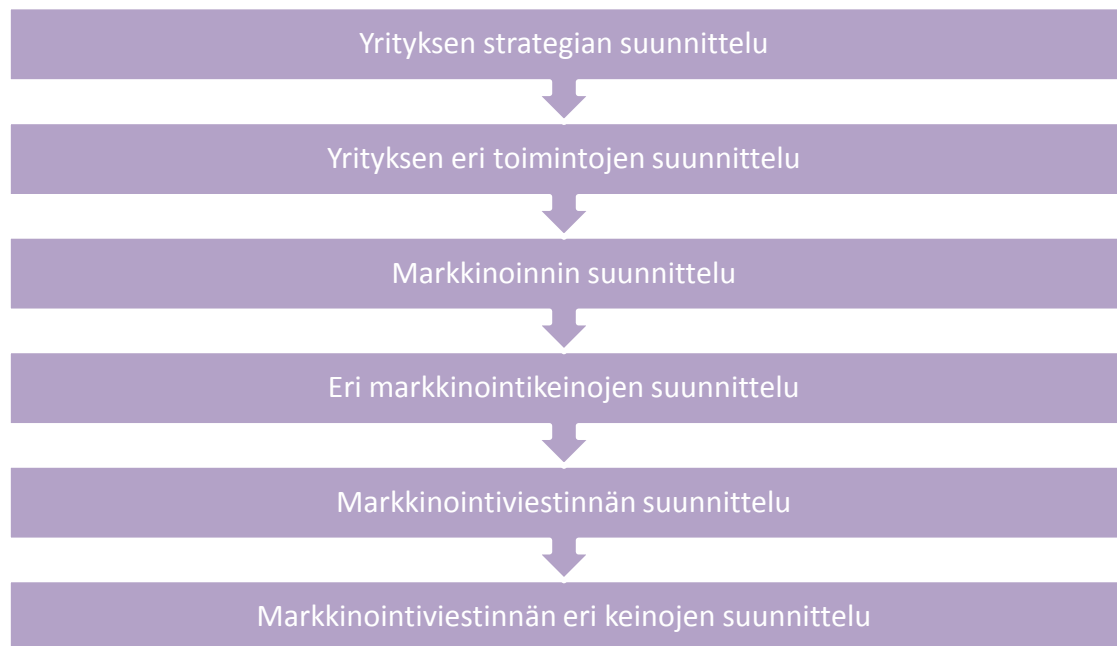 Yrityksen strategian suunnittelu
Yrityksen eri toimintojen suunnittelu
Markkinoinnin suunnittelu
Eri markkinointikeinojen suunnittelu
Markkinointiviestinnän suunnittelu
Markkinointiviestinnän eri keinojen suunnittelu